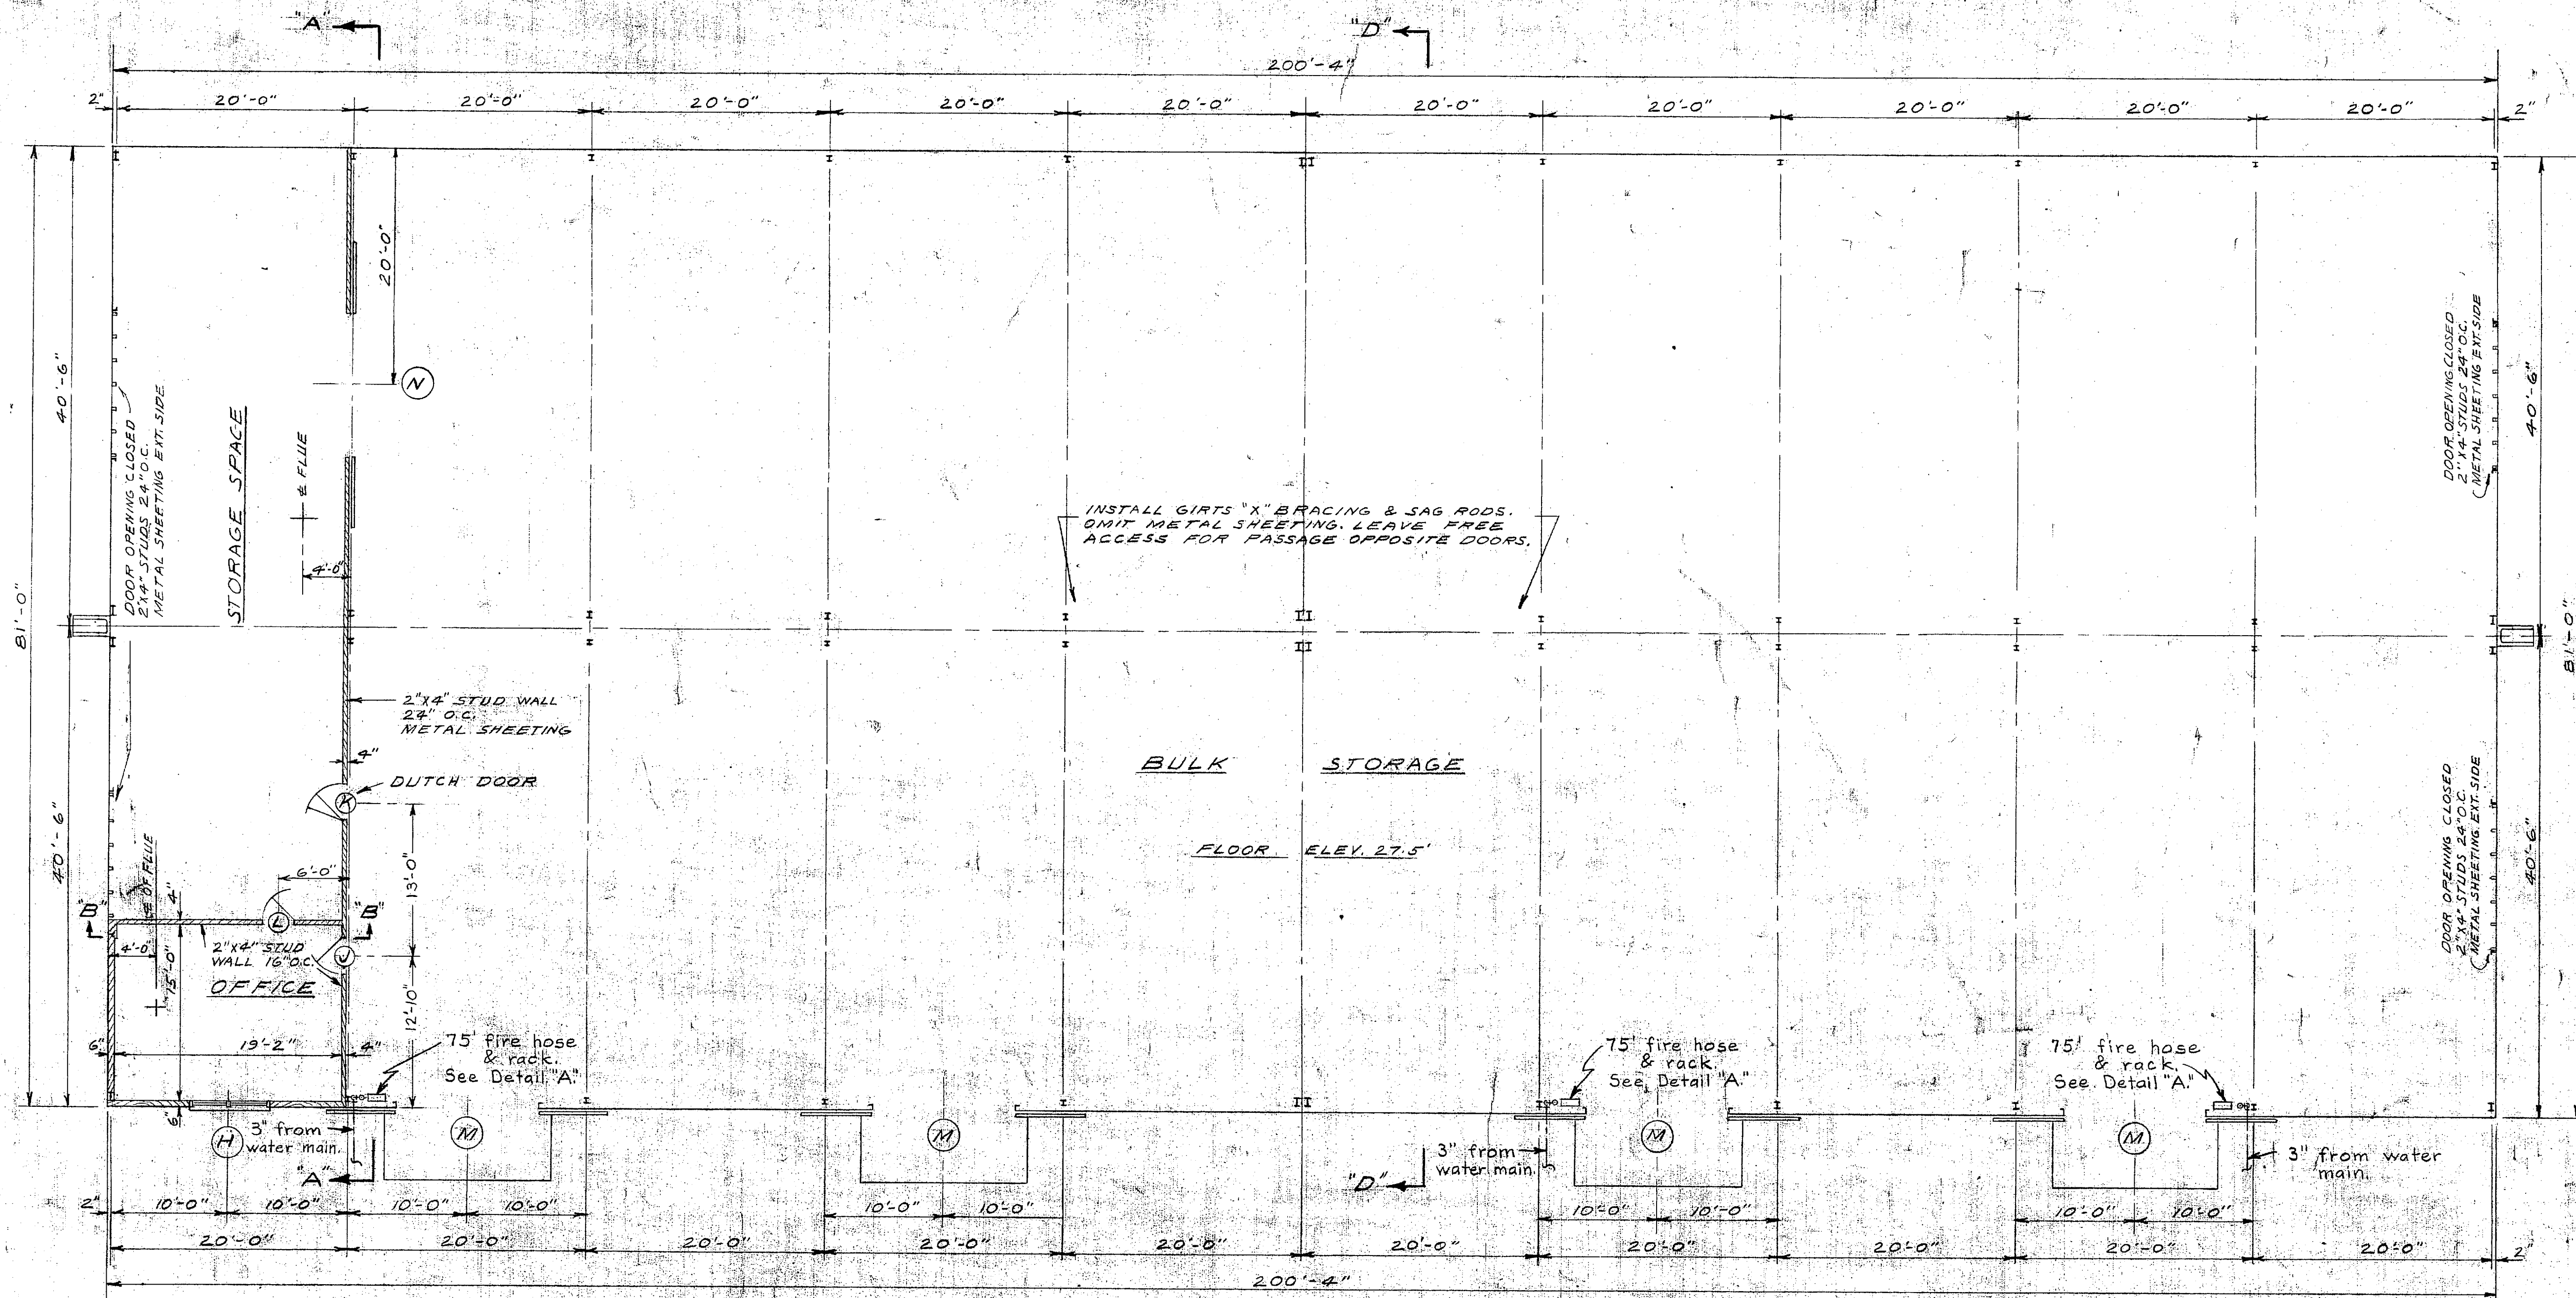 "A"
"D"
200'-4"
2"
20'-0"
20'-0"
20'-0"
20'-0"
20'-0"
20'-0"
20'-0"
20'-0"
20'-0"
20'-0"
2"
81'-0"
40'-6"
40'-6"
20'-0"
N
DOOR OPENING CLOSED
2"X4" STUDS 24" O.C.
METAL SHEETING EXT. SIDE
STORAGE SPACE
℄ FLUE
4'-0"
INSTALL GIRTS "X" BRACING & SAG RODS.
OMIT METAL SHEETING. LEAVE FREE
ACCESS FOR PASSAGE OPPOSITE DOORS.
DOOR OPENING CLOSED
2"X4" STUDS 24" O.C.
METAL SHEETING EXT. SIDE
40'-6"
81'-0"
2"X4" STUD WALL
24" O.C.
METAL SHEETING
4"
DUTCH DOOR
K
BULK STORAGE
FLOOR ELEV. 27.5'
13'-0"
6'-0"
℄ OF FLUE
4"
"B"
"B"
L
4'-0"
2"X4" STUD
WALL 16" O.C.
J
15'-0"
OFFICE
12'-10"
6"
19'-2"
4"
75' fire hose
& rack.
See Detail "A."
75' fire hose
& rack.
See Detail "A."
75' fire hose
& rack.
See Detail "A."
DOOR OPENING CLOSED
2"X4" STUDS 24" O.C.
METAL SHEETING EXT. SIDE
40'-6"
6"
H
3" from
water main.
M
M
3" from
water main.
M
M
3" from water
main.
"A"
"D"
2"
10'-0"
10'-0"
10'-0"
10'-0"
10'-0"
10'-0"
10'-0"
10'-0"
10'-0"
10'-0"
20'-0"
20'-0"
20'-0"
20'-0"
20'-0"
20'-0"
20'-0"
20'-0"
20'-0"
20'-0"
2"
200'-4"